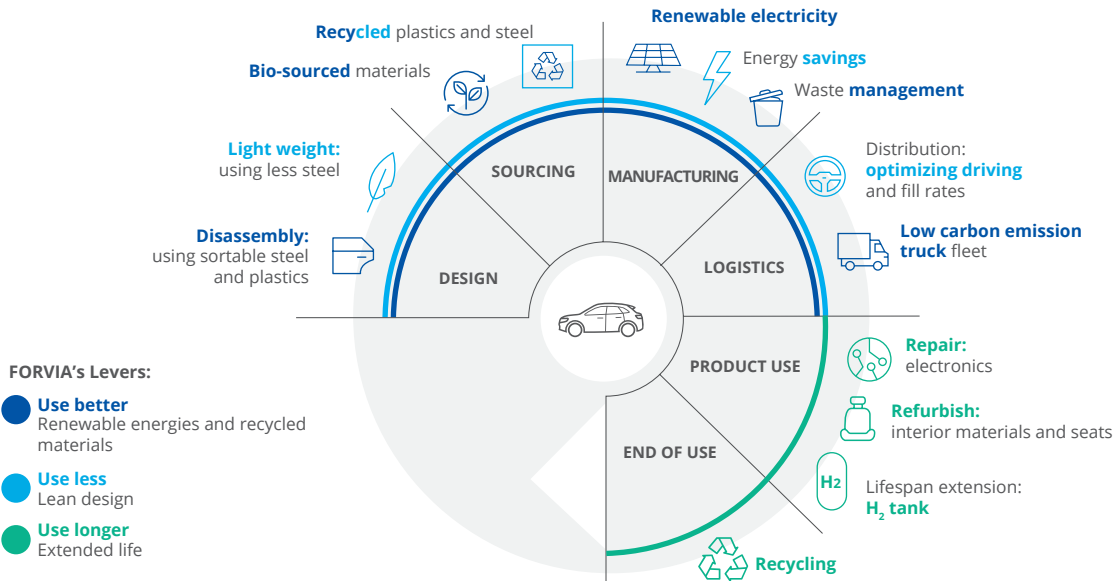 Renewable electricity
Recycled plastics and steel
Energy savings
Bio-sourced materials
Waste management
Light weight:
using less steel
SOURCING
MANUFACTURING
Distribution:
optimizing driving
and fill rates
Disassembly:
using sortable steel
and plastics
DESIGN
LOGISTICS
Low carbon emission
truck fleet
PRODUCT USE
Repair:
electronics
Refurbish:
interior materials and seats
END OF USE
H2
Lifespan extension:
H₂ tank
Recycling
FORVIA's Levers:
Use better
Renewable energies and recycled
materials
Use less
Lean design
Use longer
Extended life